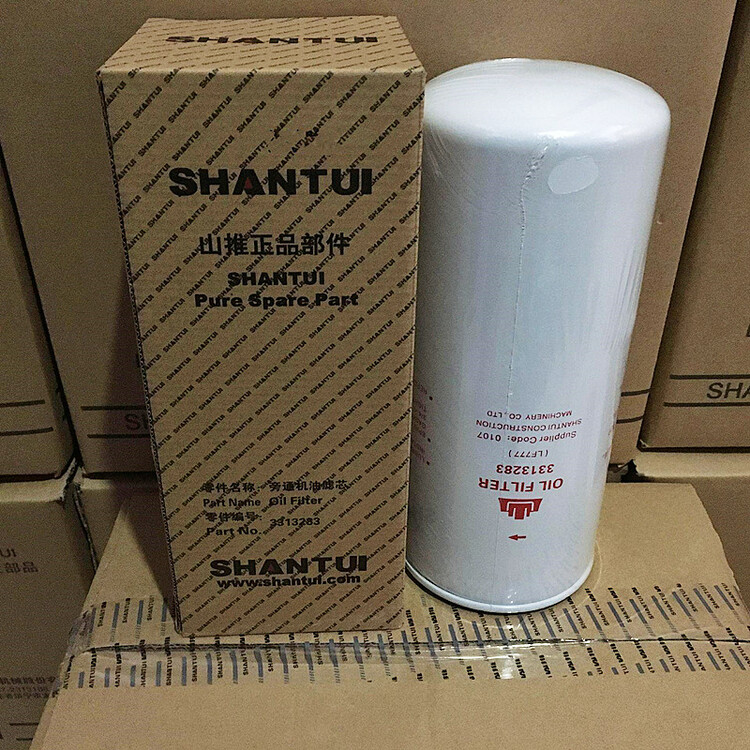 SHANTUI
SHANTUI
山推正品部件
SHANTUI
Pure Spare Part
零件名称: 旁通机油滤芯
Part Name Oil Filter
零件编号:
3313283
Part No.
SHANTUI
www.shantui.com
OIL FILTER
3313283
( LF777 )
Supplier Code: 0107
SHANTUI CONSTRUCTION
MACHINERY CO., LTD
SHA